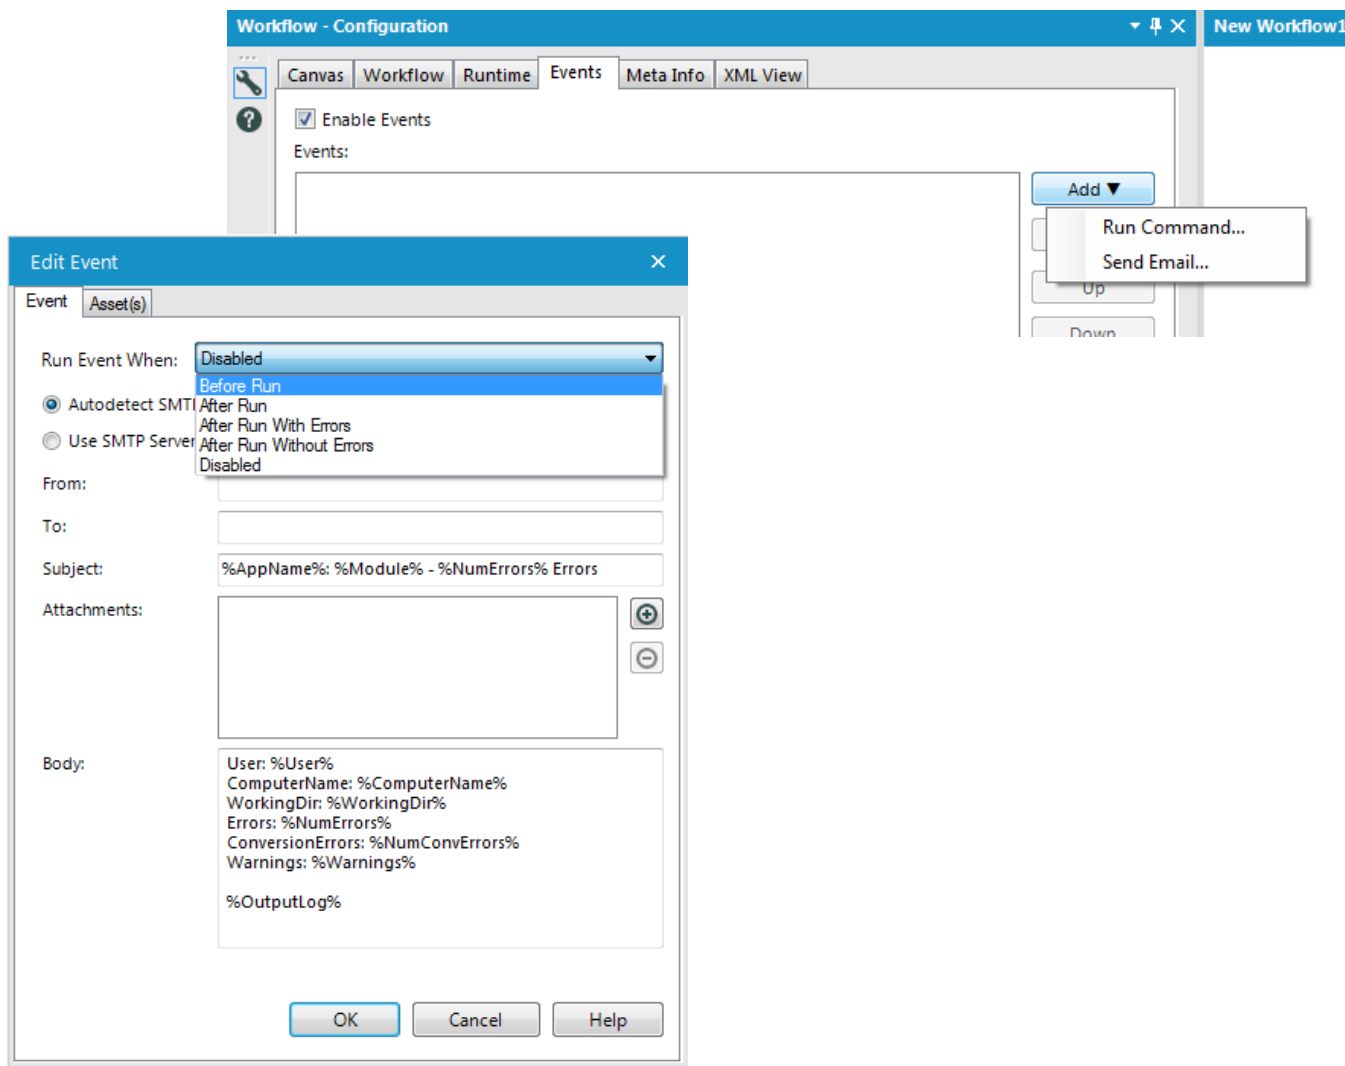 Workflow - Configuration
New Workflow1
Canvas Workflow Runtime Events Meta Info XML View
Enable Events
Events:
Add ▼
Run Command...
Send Email...
Up
Down
Edit Event
Event Asset(s)
Run Event When: Disabled
Before Run
After Run
After Run With Errors
After Run Without Errors
Disabled
Autodetect SMT
Use SMTP Server
From:
To:
Subject: %AppName%: %Module% - %NumErrors% Errors
Attachments:
Body:
User: %User%
ComputerName: %ComputerName%
WorkingDir: %WorkingDir%
Errors: %NumErrors%
ConversionErrors: %NumConvErrors%
Warnings: %Warnings%
%OutputLog%
OK Cancel Help